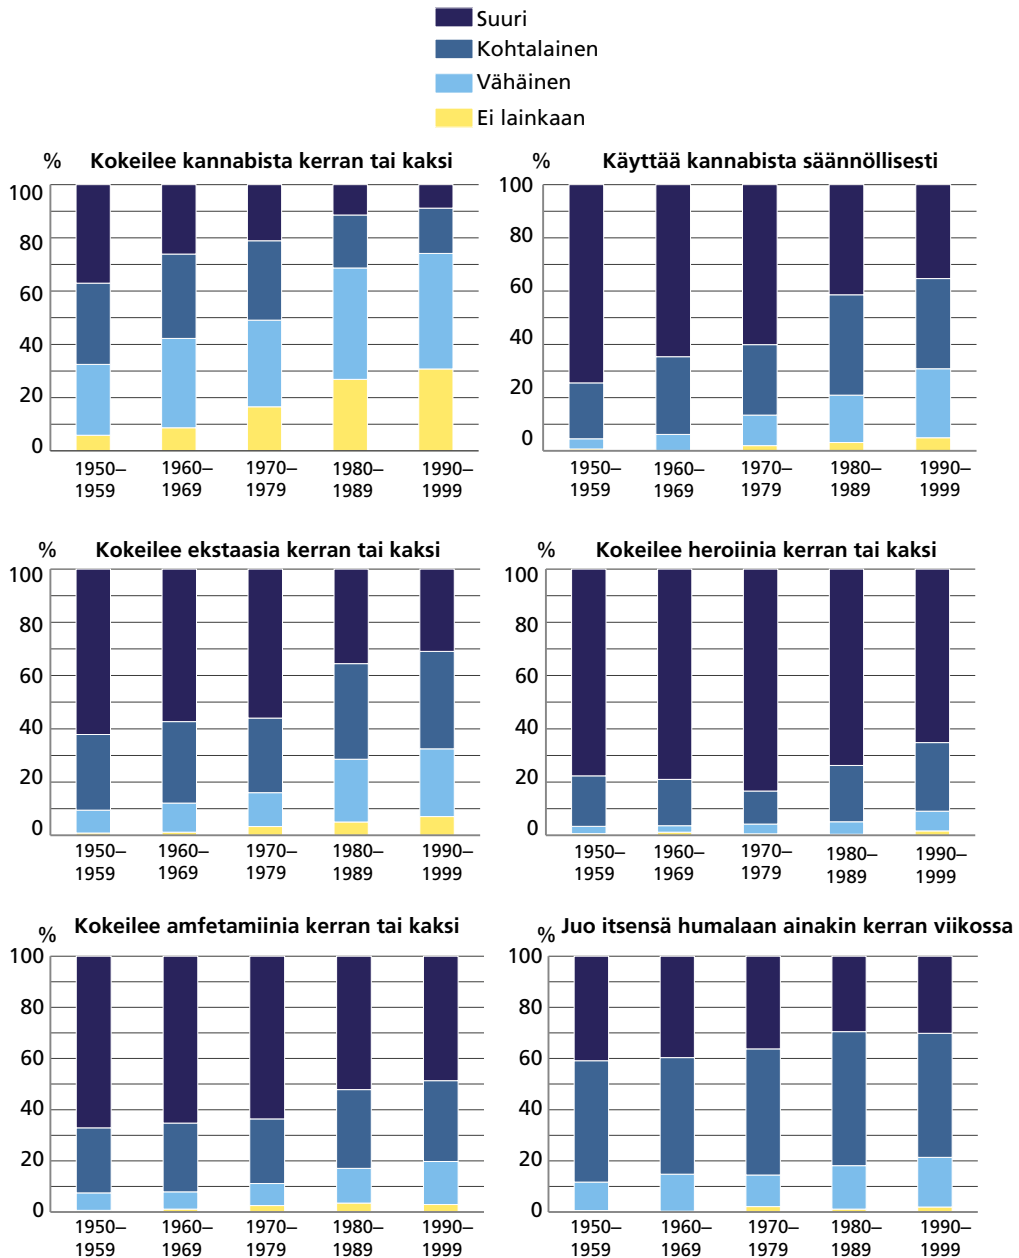 Suuri
Kohtalainen
Vähäinen
Ei lainkaan
% Kokeilee kannabista kerran tai kaksi
100
80
60
40
20
0
1950– 1960– 1970– 1980– 1990–
1959 1969 1979 1989 1999
% Käyttää kannabista säännöllisesti
100
80
60
40
20
0
1950– 1960– 1970– 1980– 1990–
1959 1969 1979 1989 1999
% Kokeilee ekstaasia kerran tai kaksi
100
80
60
40
20
0
1950– 1960– 1970– 1980– 1990–
1959 1969 1979 1989 1999
% Kokeilee heroiinia kerran tai kaksi
100
80
60
40
20
0
1950– 1960– 1970– 1980– 1990–
1959 1969 1979 1989 1999
% Kokeilee amfetamiinia kerran tai kaksi
100
80
60
40
20
0
1950– 1960– 1970– 1980– 1990–
1959 1969 1979 1989 1999
% Juo itsensä humalaan ainakin kerran viikossa
100
80
60
40
20
0
1950– 1960– 1970– 1980– 1990–
1959 1969 1979 1989 1999